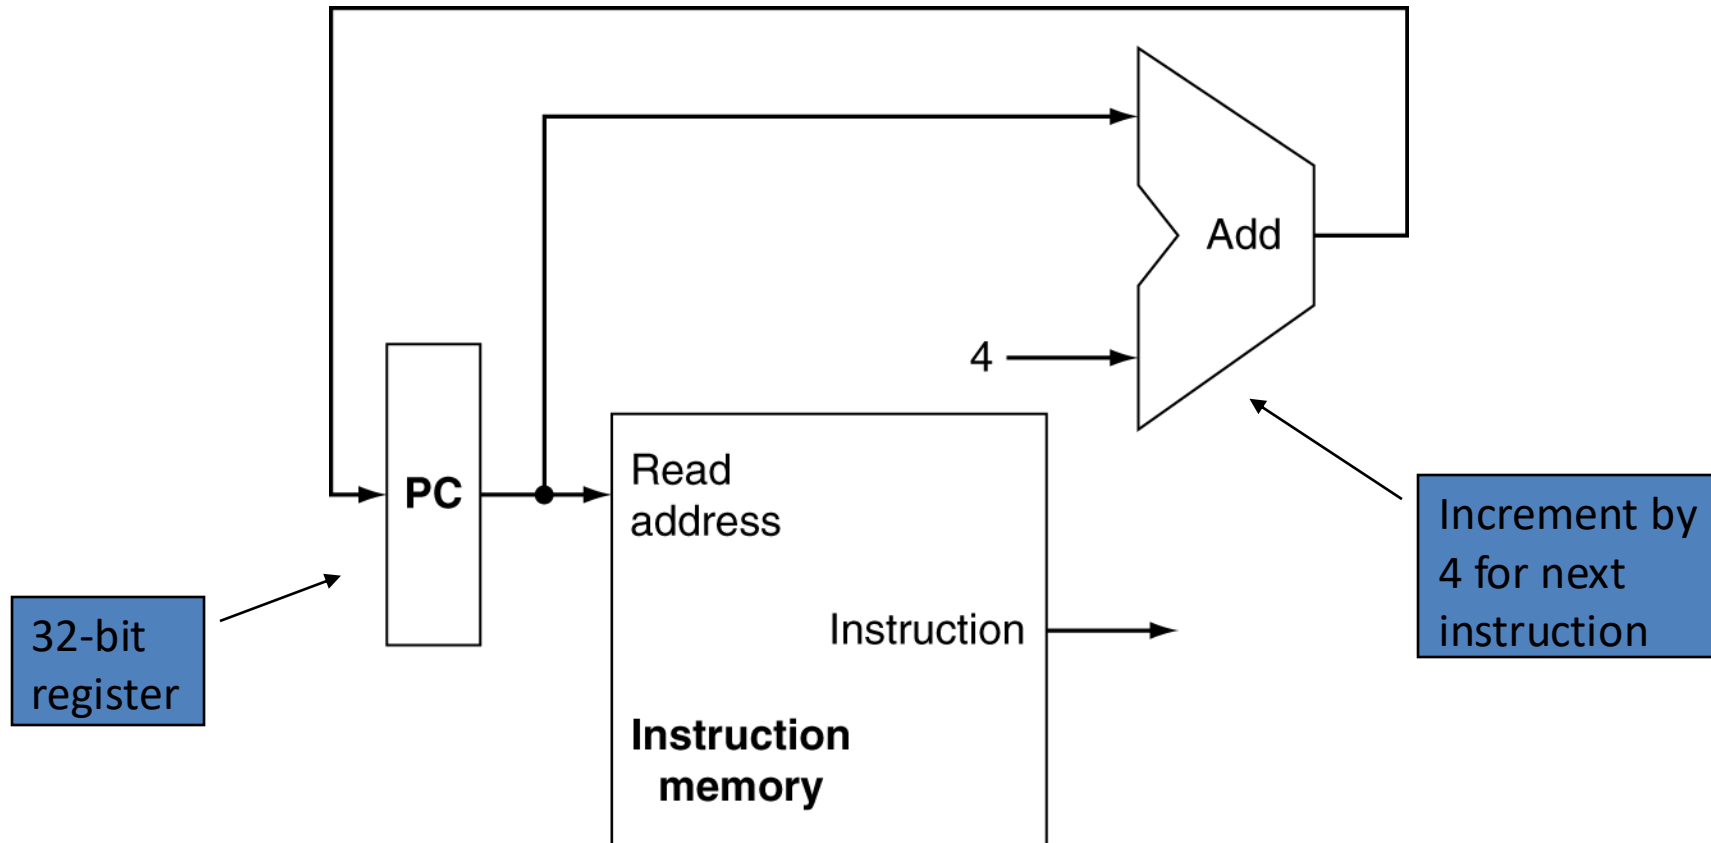 Add
4
PC
Read
address
Instruction
Instruction
memory
32-bit
register
Increment by
4 for next
instruction